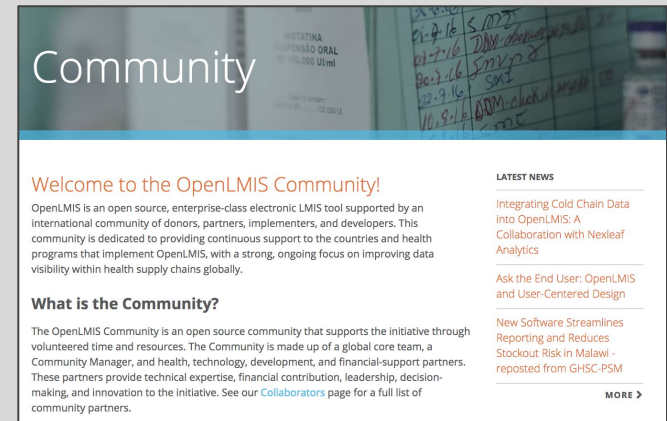 Community
NISTATINA
SUSPENSÃO ORAL
Welcome to the OpenLMIS Community!
OpenLMIS is an open source, enterprise-class electronic LMIS tool supported by an
international community of donors, partners, implementers, and developers. This
community is dedicated to providing continuous support to the countries and health
programs that implement OpenLMIS, with a strong, ongoing focus on improving data
visibility within health supply chains globally.
What is the Community?
The OpenLMIS Community is an open source community that supports the initiative through
volunteered time and resources. The Community is made up of a global core team, a
Community Manager, and health, technology, development, and financial-support partners.
These partners provide technical expertise, financial contribution, leadership, decision-
making, and innovation to the initiative. See our Collaborators page for a full list of
community partners.
LATEST NEWS
Integrating Cold Chain Data
into OpenLMIS: A
Collaboration with Nexleaf
Analytics
Ask the End User: OpenLMIS
and User-Centered Design
New Software Streamlines
Reporting and Reduces
Stockout Risk in Malawi -
reposted from GHSC-PSM
MORE